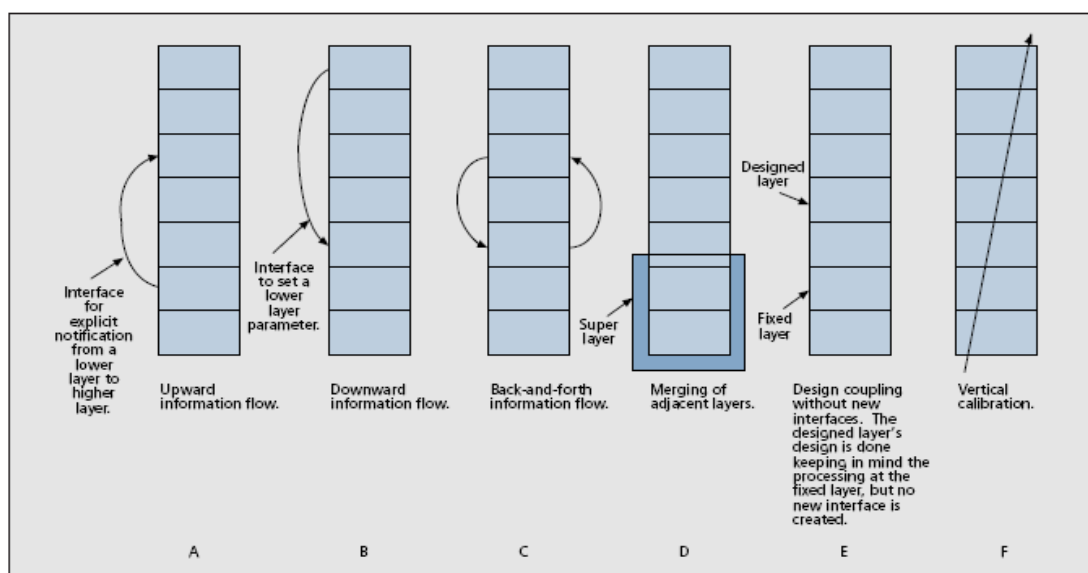 Interface
for
explicit
notification
from a
lower
layer to
higher
layer.
Upward
information flow.
A
Interface
to set a
lower
layer
parameter.
Downward
information flow.
B
Back-and-forth
information flow.
C
Super
layer
Merging of
adjacent layers.
D
Designed
layer
Fixed
layer
Design coupling
without new
interfaces. The
designed layer's
design is done
keeping in mind the
processing at the
fixed layer, but no
new interface is
created.
E
Vertical
calibration.
F